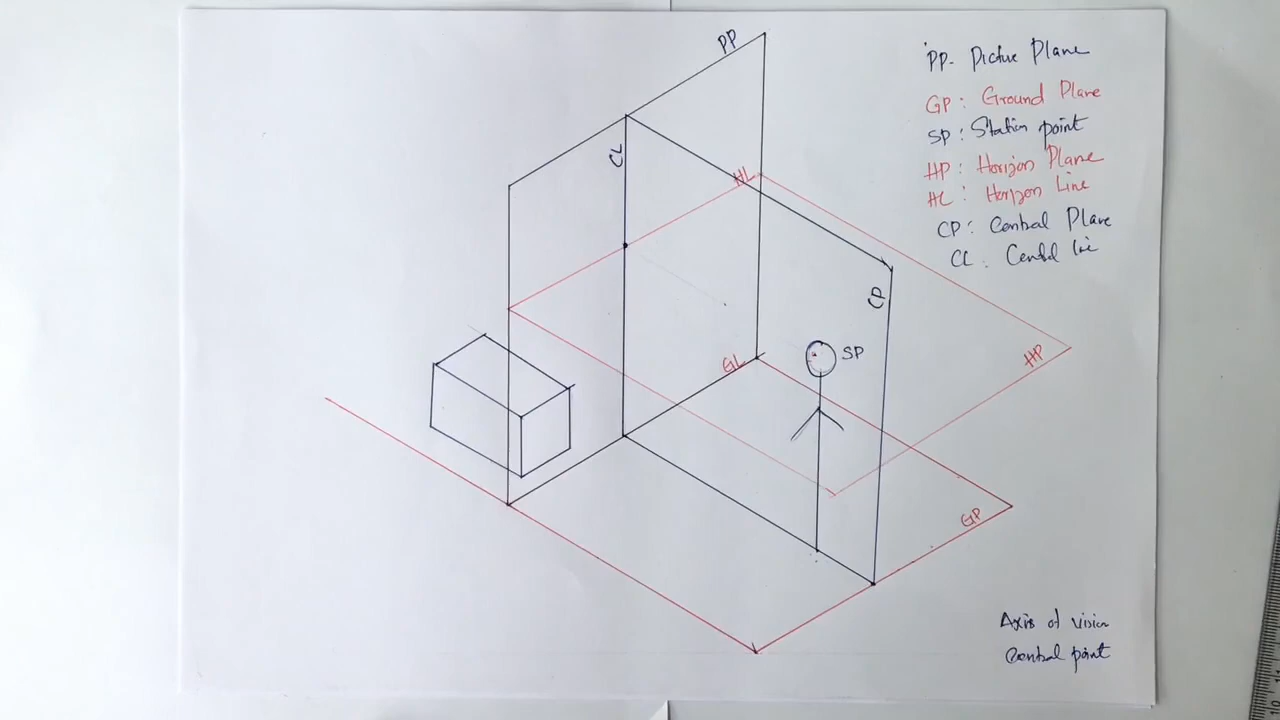 PP
PP- Pictue Plane
GP: Ground Plane
SP: Station point
HP: Horizon Plane
HL: Horizon Line
CP: Central Plane
CL: Central line
CL
HL
CP
SP
HP
GL
GP
Axis of vision
Central point